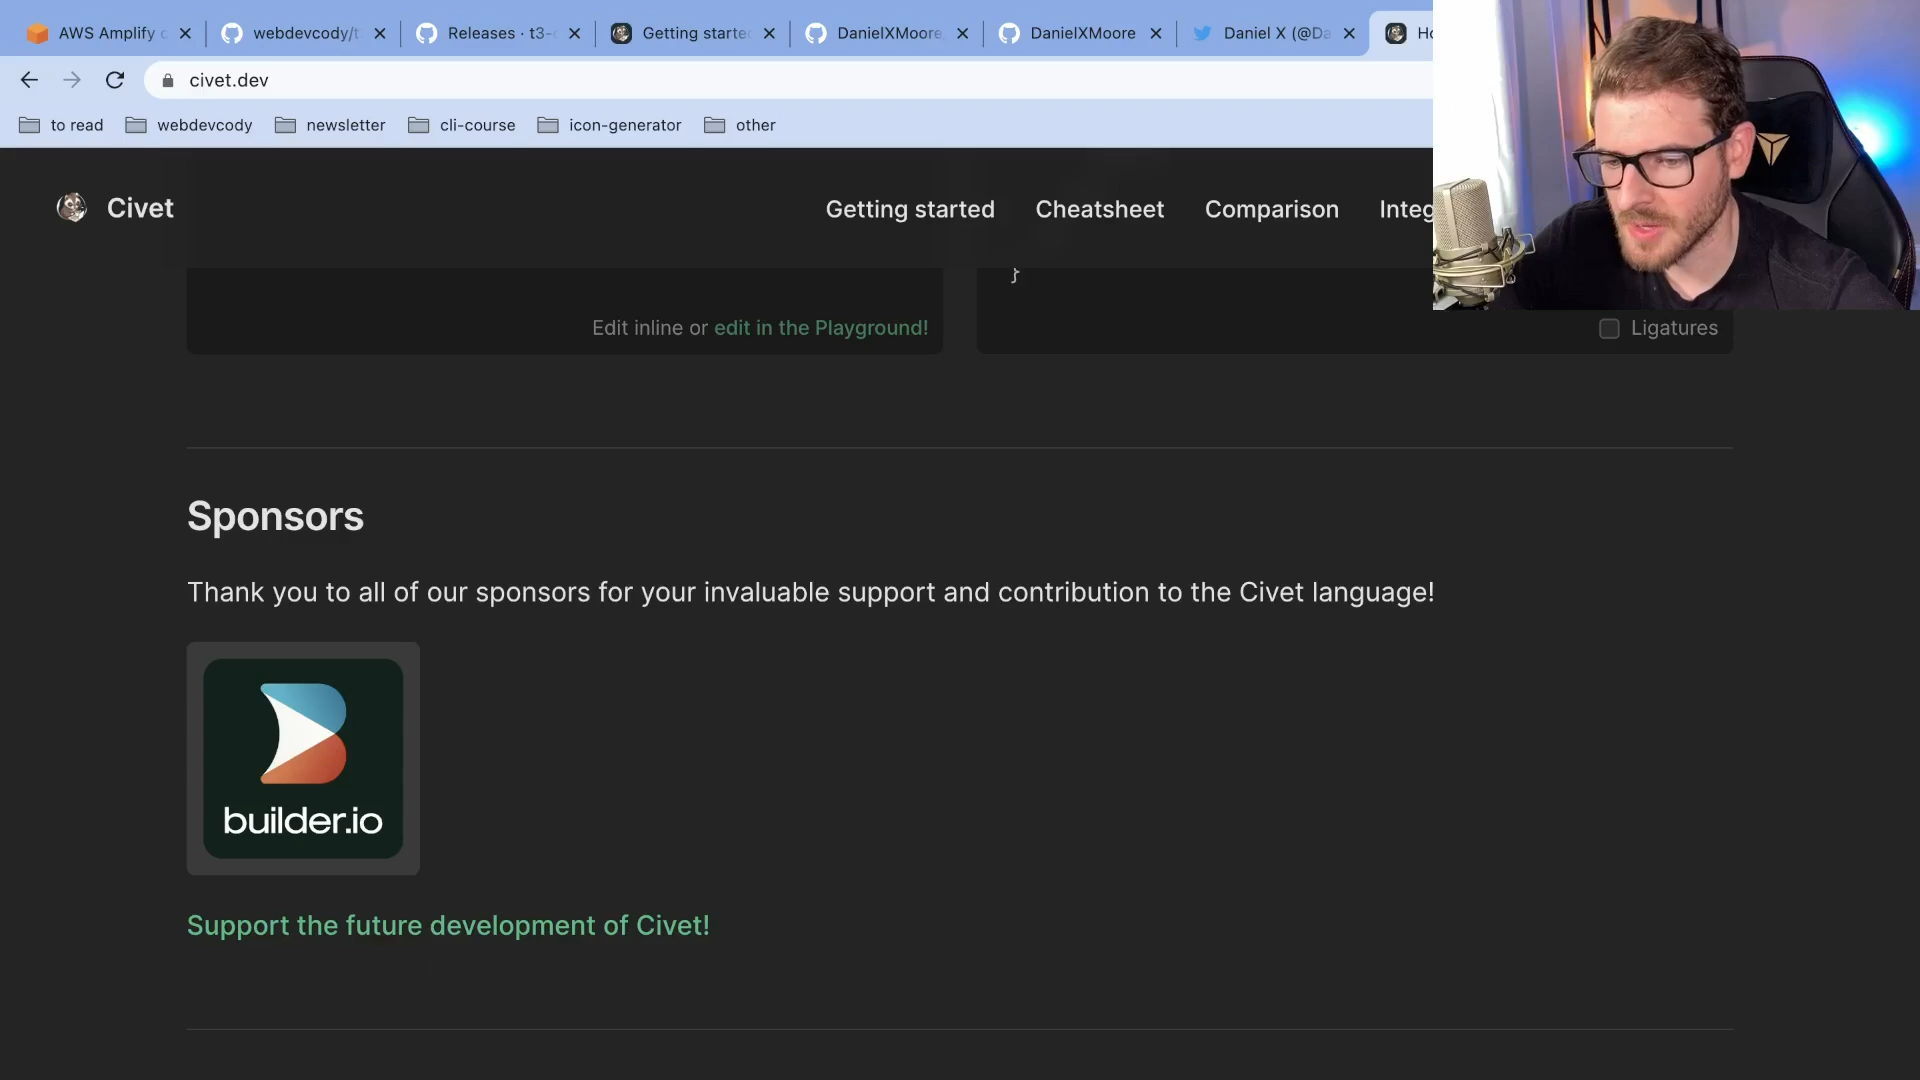 AWS Amplify
webdevcody/t
Releases · t3-
Getting starte
DanielXMoore
DanielXMoore
Daniel X (@Da
Ho
civet.dev
to read
webdevcody
newsletter
cli-course
icon-generator
other
Civet
Getting started
Cheatsheet
Comparison
Integ
}
Edit inline or edit in the Playground!
Ligatures
Sponsors
Thank you to all of our sponsors for your invaluable support and contribution to the Civet language!
builder.io
Support the future development of Civet!